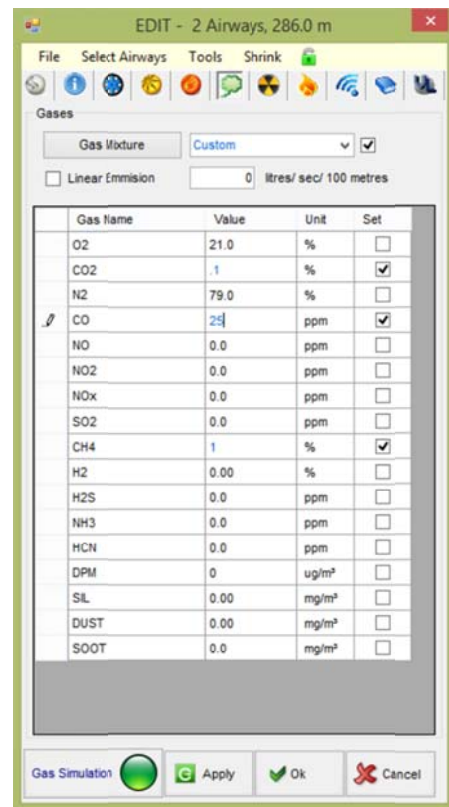 EDIT - 2 Airways, 286.0 m
File Select Airways Tools Shrink
Gases
Gas Mixture Custom
Linear Emmision 0 litres/ sec/ 100 metres
Gas Name Value Unit Set
O2 21.0 %
CO2 .1 %
N2 79.0 %
CO 25 ppm
NO 0.0 ppm
NO2 0.0 ppm
NOx 0.0 ppm
SO2 0.0 ppm
CH4 1 %
H2 0.00 %
H2S 0.0 ppm
NH3 0.0 ppm
HCN 0.0 ppm
DPM 0 ug/m³
SIL 0.00 mg/m³
DUST 0.00 mg/m³
SOOT 0.0 mg/m³
Gas Simulation G Apply Ok Cancel